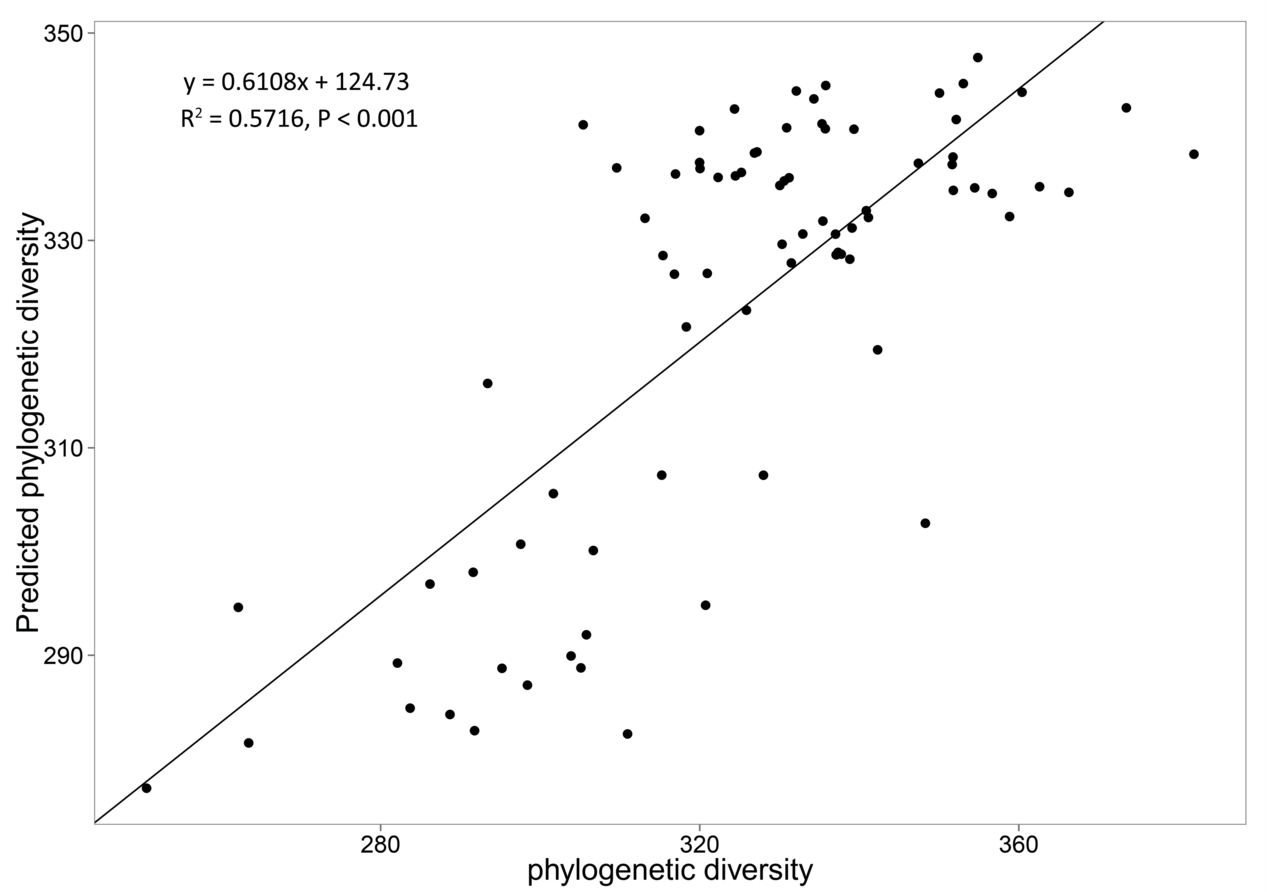 y = 0.6108x + 124.73
R² = 0.5716, P < 0.001
350
330
310
290
Predicted phylogenetic diversity
280 320 360
phylogenetic diversity